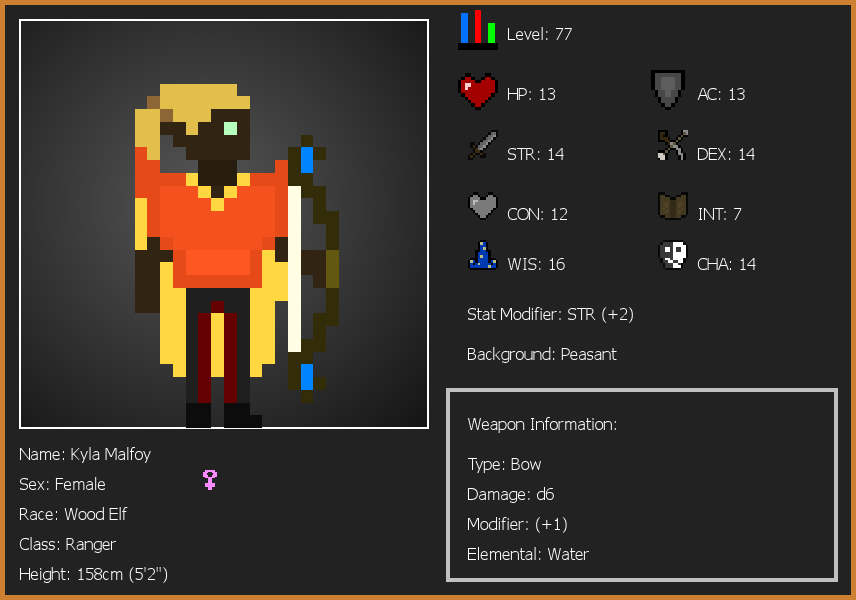 Level: 77
HP: 13
AC: 13
STR: 14
DEX: 14
CON: 12
INT: 7
WIS: 16
CHA: 14
Stat Modifier: STR (+2)
Background: Peasant
Weapon Information:
Type: Bow
Damage: d6
Modifier: (+1)
Elemental: Water
Name: Kyla Malfoy
Sex: Female
Race: Wood Elf
Class: Ranger
Height: 158cm (5'2")